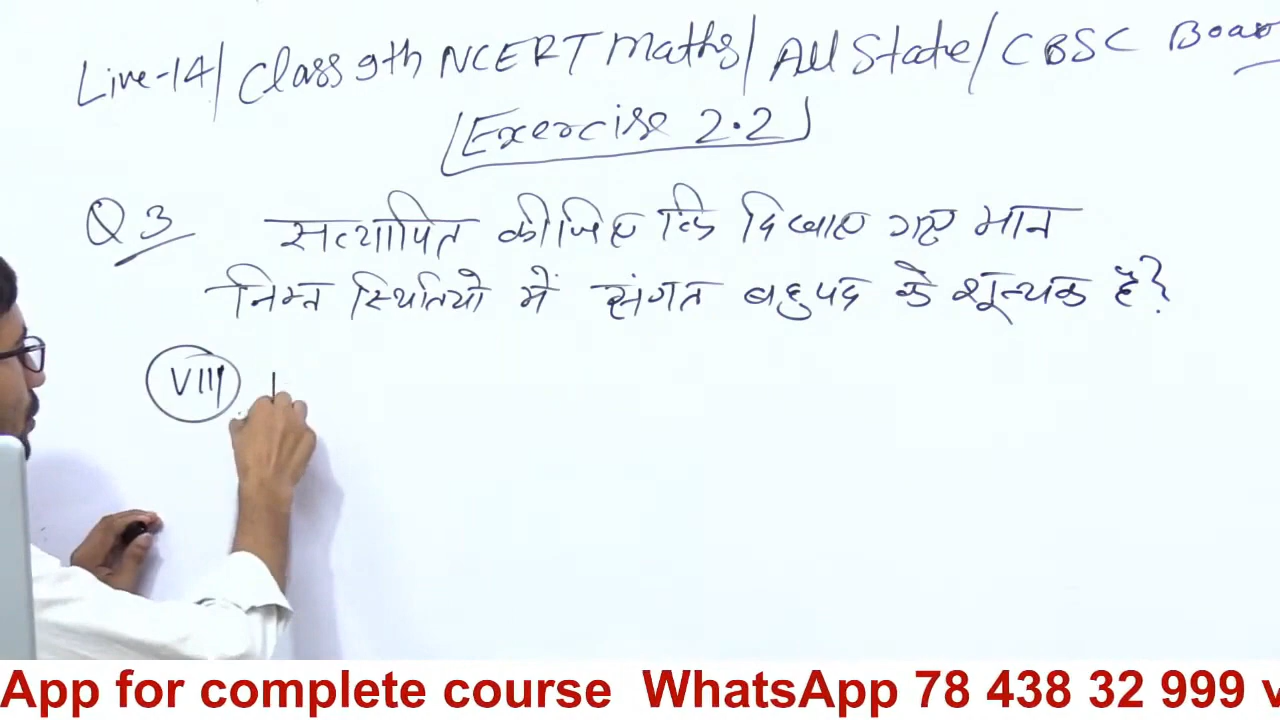 Live-14/ Class 9th NCERT Maths/ All State/ CBSC Boar
Exercise 2.2
Q 3 सत्यापित कीजिए कि दिखाए गए मान
निम्न स्थितियो में संगत बहुपद के शून्यक है?
VIII
App for complete course WhatsApp 78 438 32 999 v